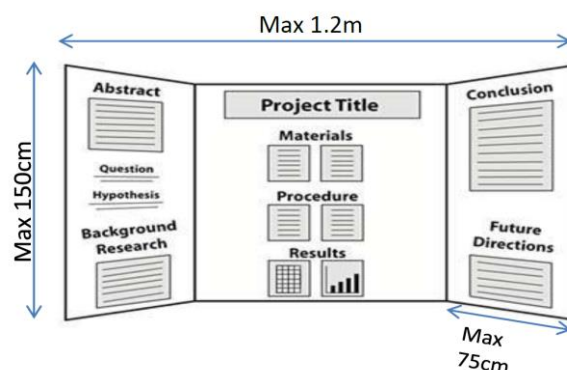 Max 1.2m
Max 150cm
Abstract
Question
Hypothesis
Background
Research
Project Title
Materials
Procedure
Results
Conclusion
Future
Directions
Max
75cm